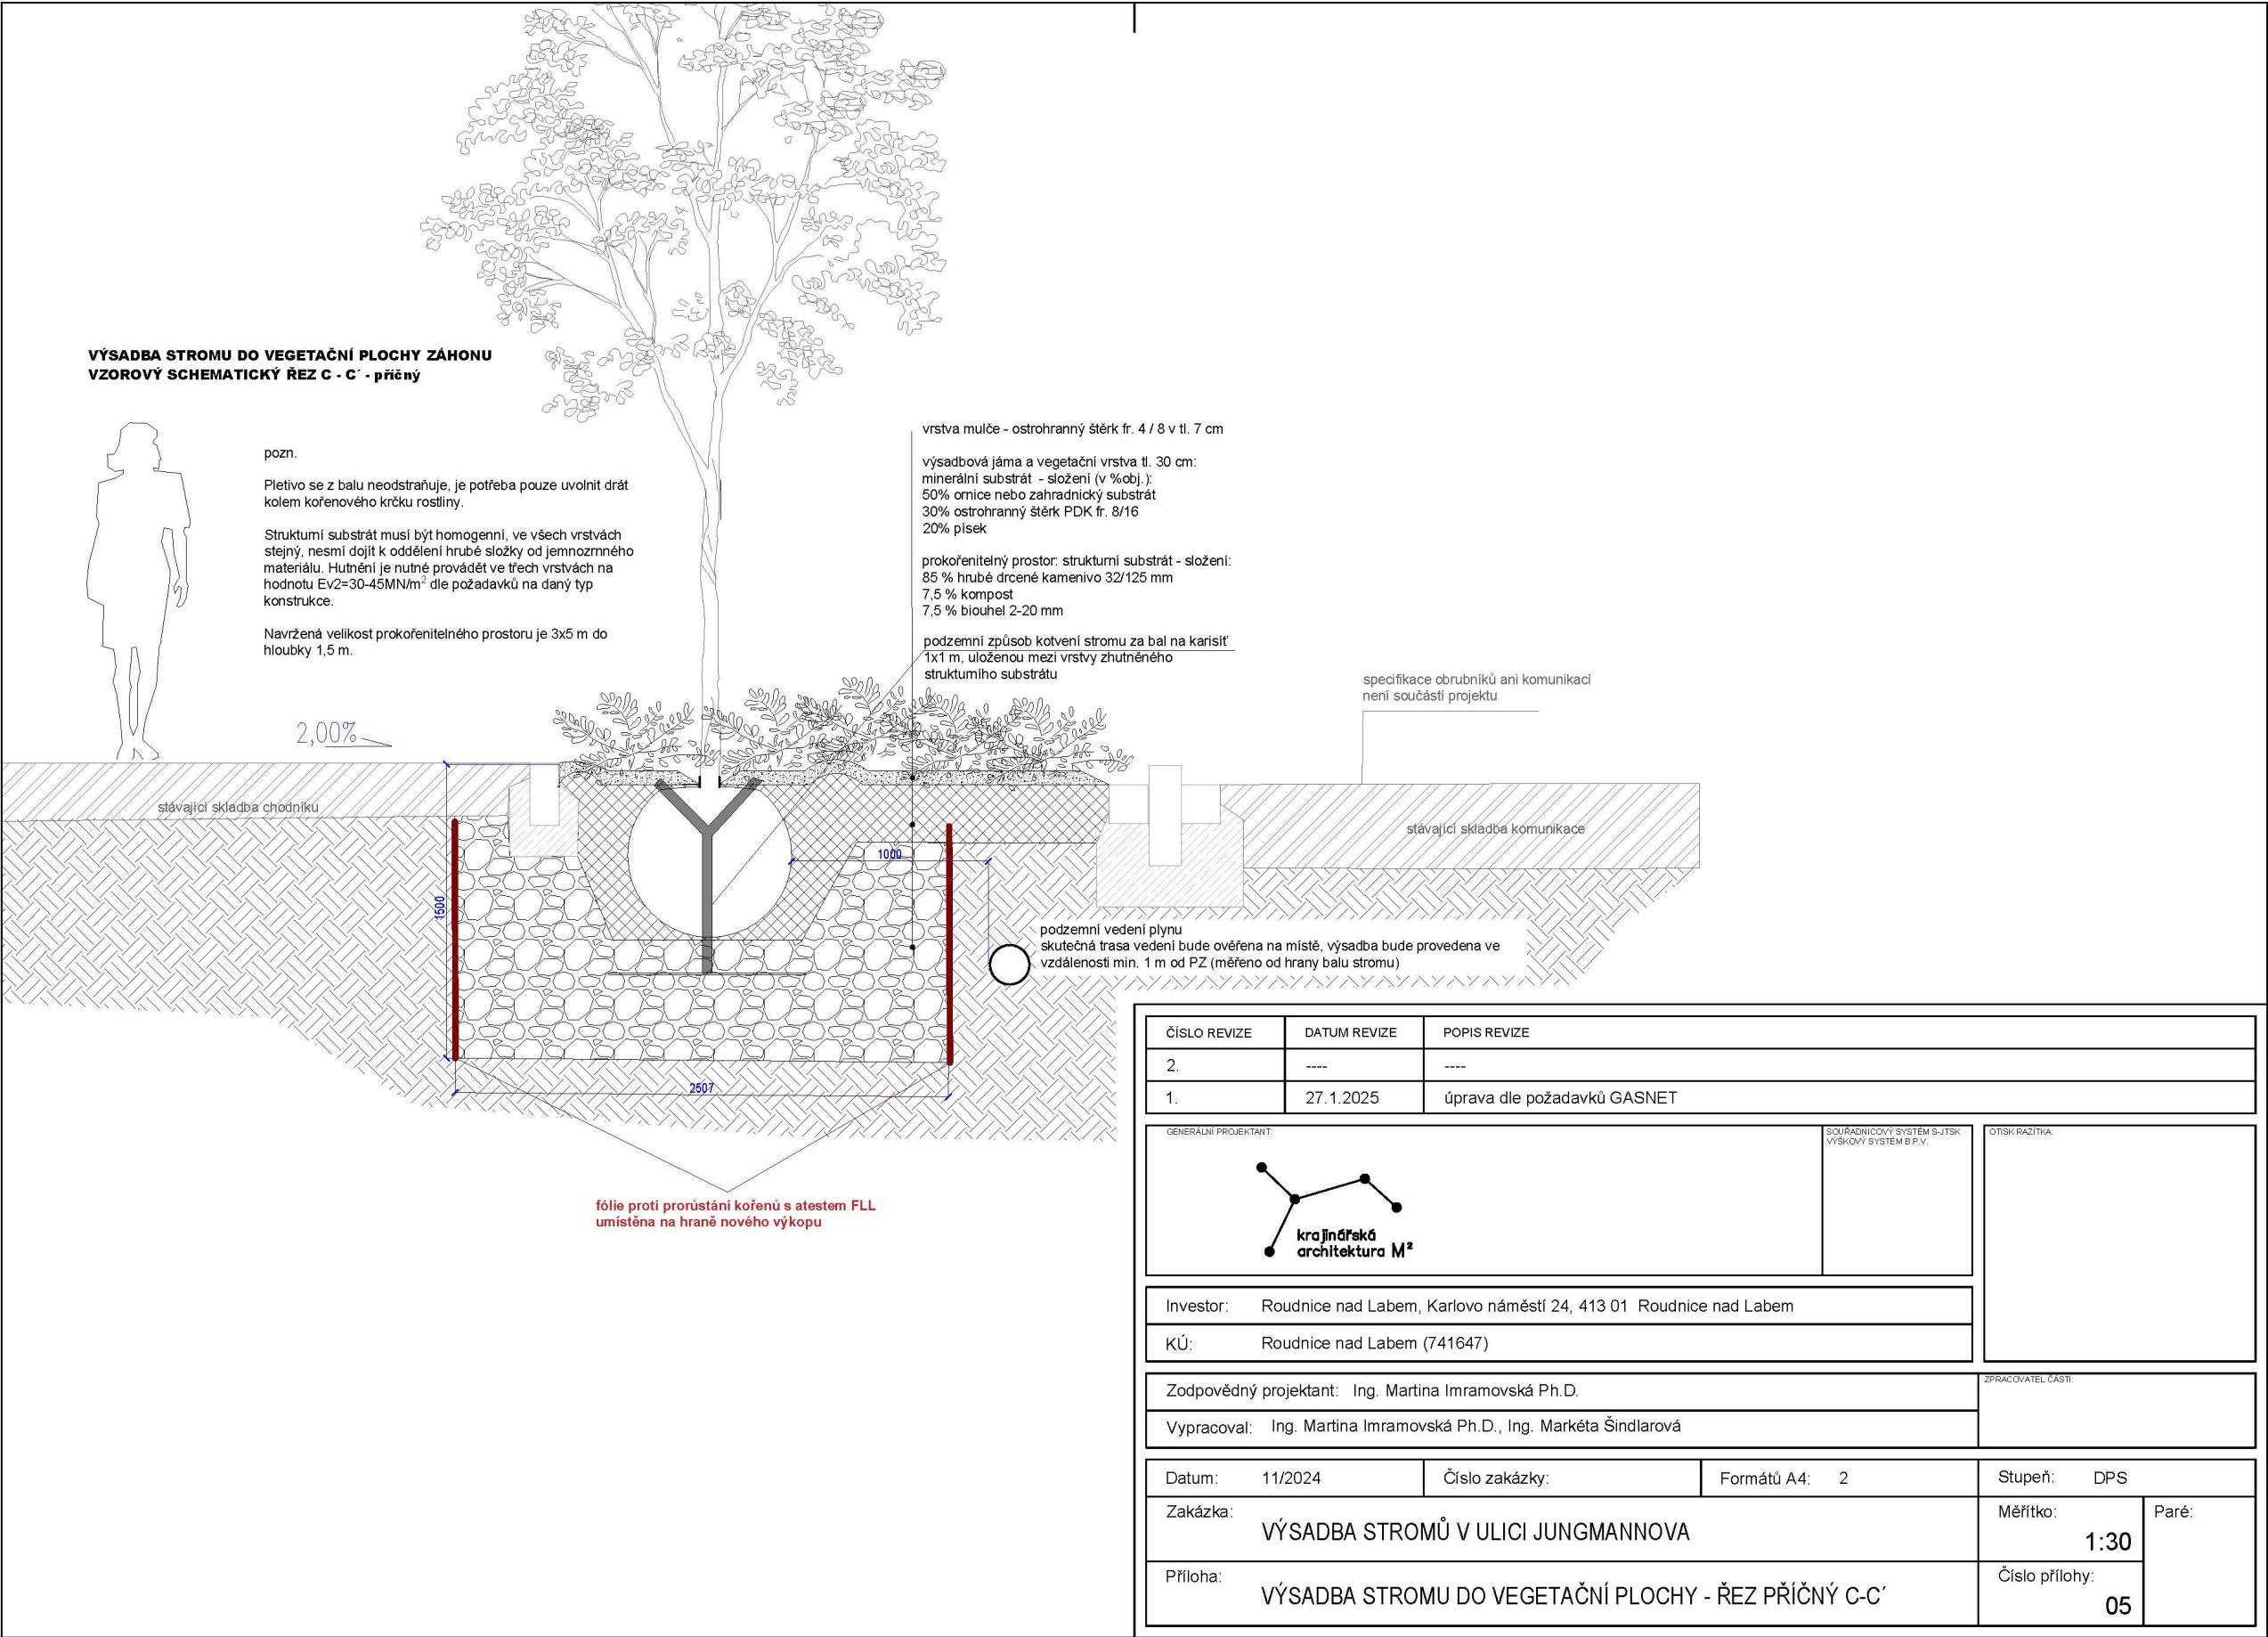 VÝSADBA STROMU DO VEGETAČNÍ PLOCHY ZÁHONU
VZOROVÝ SCHEMATICKÝ ŘEZ C - C´ - příčný
pozn.
Pletivo se z balu neodstraňuje, je potřeba pouze uvolnit drát
kolem kořenového krčku rostliny.
Strukturní substrát musí být homogenní, ve všech vrstvách
stejný, nesmí dojít k oddělení hrubé složky od jemnozrnného
materiálu. Hutnění je nutné provádět ve třech vrstvách na
hodnotu Ev2=30-45MN/m² dle požadavků na daný typ
konstrukce.
Navržená velikost prokořenitelného prostoru je 3x5 m do
hloubky 1,5 m.
2,00%
vrstva mulče - ostrohranný štěrk fr. 4 / 8 v tl. 7 cm
výsadbová jáma a vegetační vrstva tl. 30 cm:
minerální substrát - složení (v %obj.):
50% ornice nebo zahradnický substrát
30% ostrohranný štěrk PDK fr. 8/16
20% písek
prokořenitelný prostor: strukturní substrát - složení:
85 % hrubé drcené kamenivo 32/125 mm
7,5 % kompost
7,5 % biouhel 2-20 mm
podzemní způsob kotvení stromu za bal na karisíť
1x1 m, uloženou mezi vrstvy zhutněného
strukturního substrátu
specifikace obrubníků ani komunikací
není součástí projektu
stávající skladba chodníku
stávající skladba komunikace
1000
1500
podzemní vedení plynu
skutečná trasa vedení bude ověřena na místě, výsadba bude provedena ve
vzdálenosti min. 1 m od PZ (měřeno od hrany balu stromu)
2507
fólie proti prorůstání kořenů s atestem FLL
umístěna na hraně nového výkopu
ČÍSLO REVIZE DATUM REVIZE POPIS REVIZE
2. ---- ----
1. 27.1.2025 úprava dle požadavků GASNET
GENERÁLNÍ PROJEKTANT:
SOUŘADNICOVÝ SYSTÉM S-JTSK
VÝŠKOVÝ SYSTÉM B.P.V.
OTISK RAZÍTKA:
krajinářská
architektura M²
Investor: Roudnice nad Labem, Karlovo náměstí 24, 413 01 Roudnice nad Labem
KÚ: Roudnice nad Labem (741647)
Zodpovědný projektant: Ing. Martina Imramovská Ph.D.
ZPRACOVATEL ČÁSTI:
Vypracoval: Ing. Martina Imramovská Ph.D., Ing. Markéta Šindlarová
Datum: 11/2024 Číslo zakázky: Formátů A4: 2 Stupeň: DPS
Zakázka: VÝSADBA STROMŮ V ULICI JUNGMANNOVA
Měřítko: 1:30
Paré:
Příloha: VÝSADBA STROMU DO VEGETAČNÍ PLOCHY - ŘEZ PŘÍČNÝ C-C´
Číslo přílohy: 05